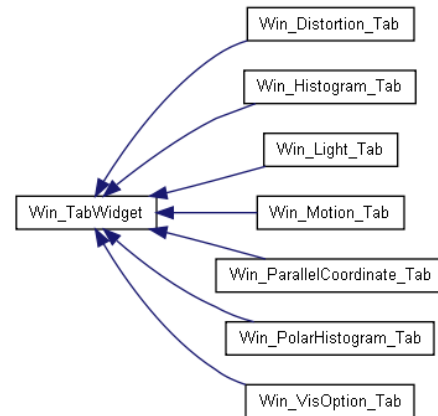 Win_Distortion_Tab
Win_Histogram_Tab
Win_Light_Tab
Win_TabWidget
Win_Motion_Tab
Win_ParallelCoordinate_Tab
Win_PolarHistogram_Tab
Win_VisOption_Tab